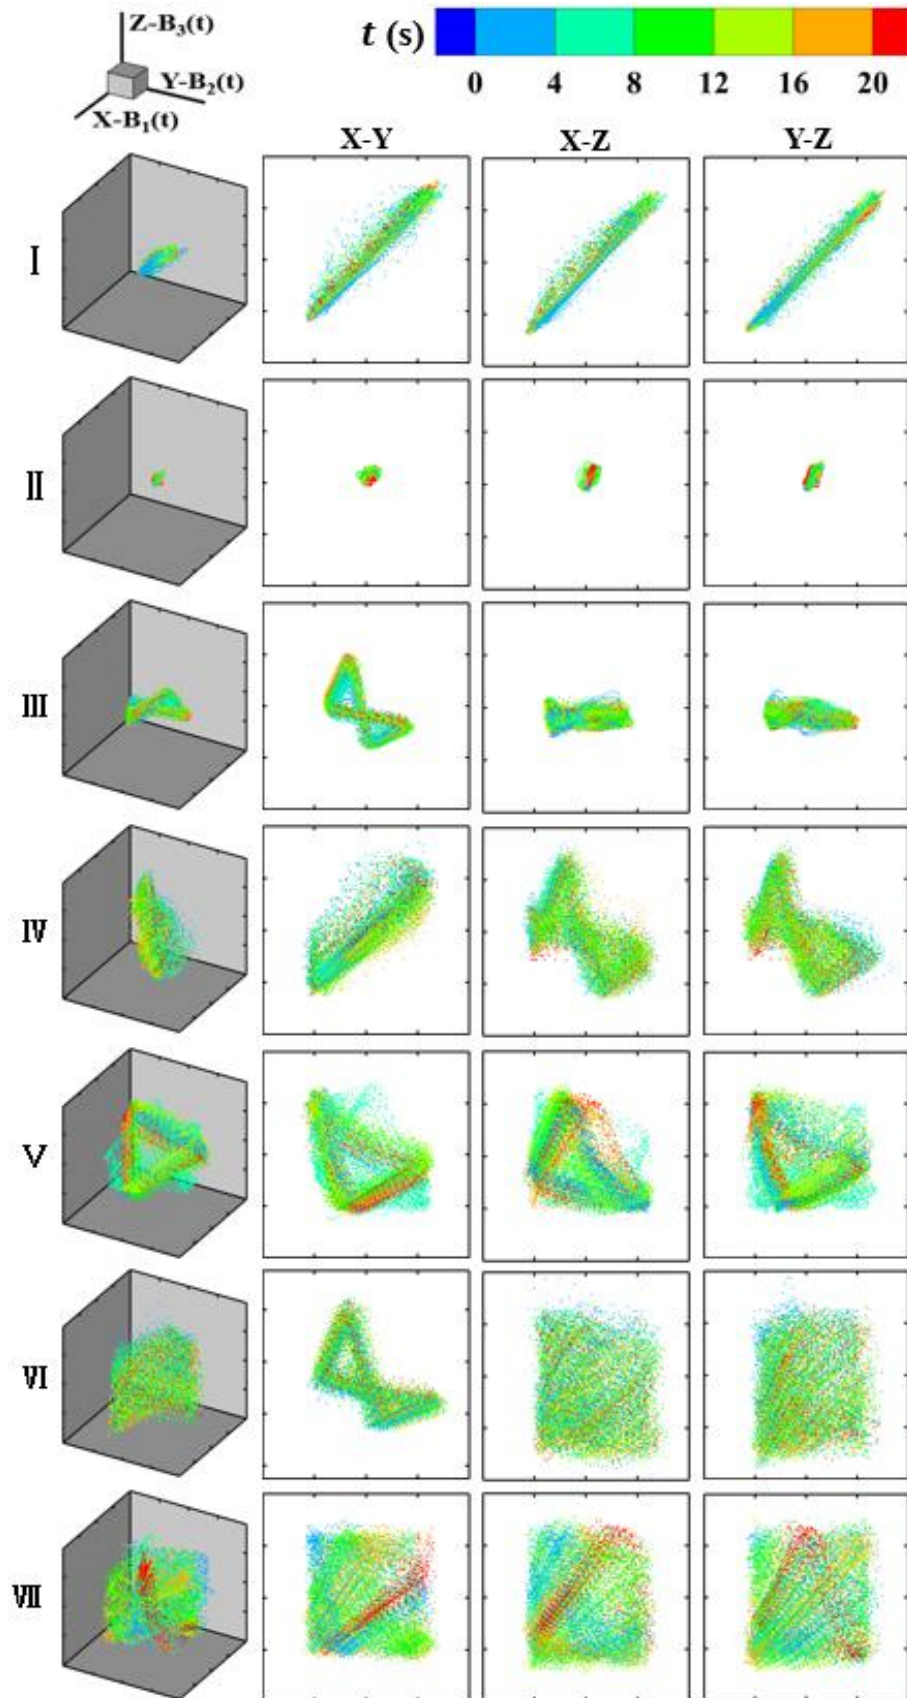 Z-B₃(t)
Y-B₂(t)
X-B₁(t)
t (s)
0 4 8 12 16 20
X-Y X-Z Y-Z
Ⅰ
Ⅱ
Ⅲ
Ⅳ
Ⅴ
Ⅵ
Ⅶ